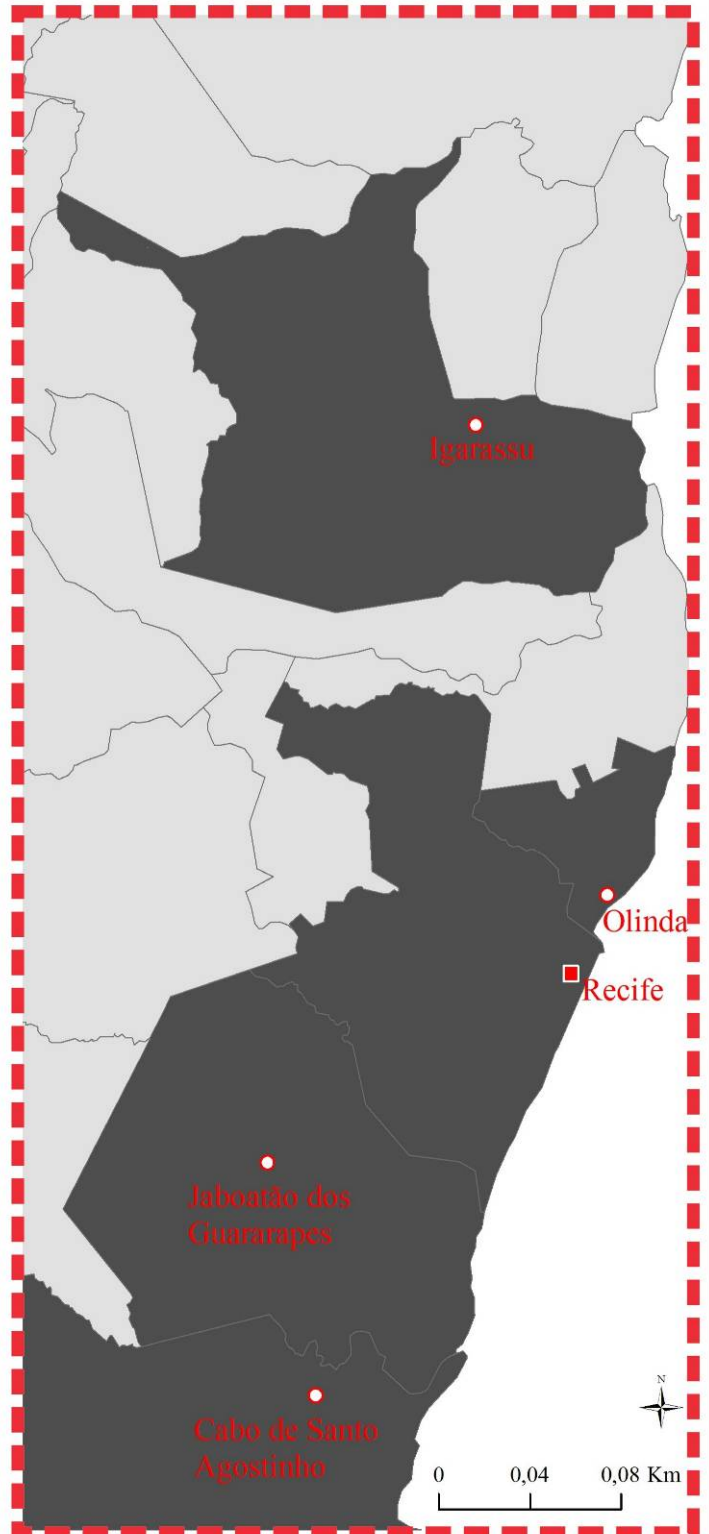 Igarassu
Olinda
Recife
Jaboatão dos
Guararapes
Cabo de Santo
Agostinho
N
0 0,04 0,08 Km